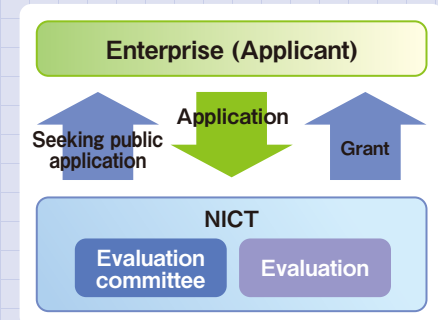 Enterprise (Applicant)
Seeking public
application
Application
Grant
NICT
Evaluation
committee
Evaluation